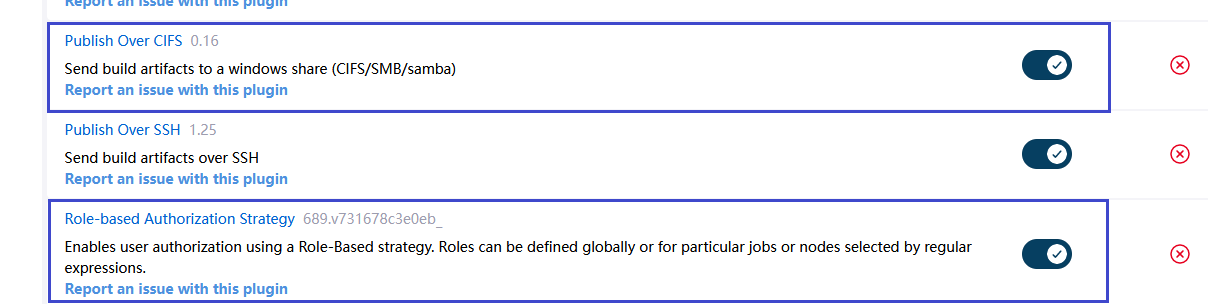 Report an issue with this plugin
Publish Over CIFS 0.16
Send build artifacts to a windows share (CIFS/SMB/samba)
Report an issue with this plugin
Publish Over SSH 1.25
Send build artifacts over SSH
Report an issue with this plugin
Role-based Authorization Strategy 689.v731678c3e0eb_
Enables user authorization using a Role-Based strategy. Roles can be defined globally or for particular jobs or nodes selected by regular
expressions.
Report an issue with this plugin